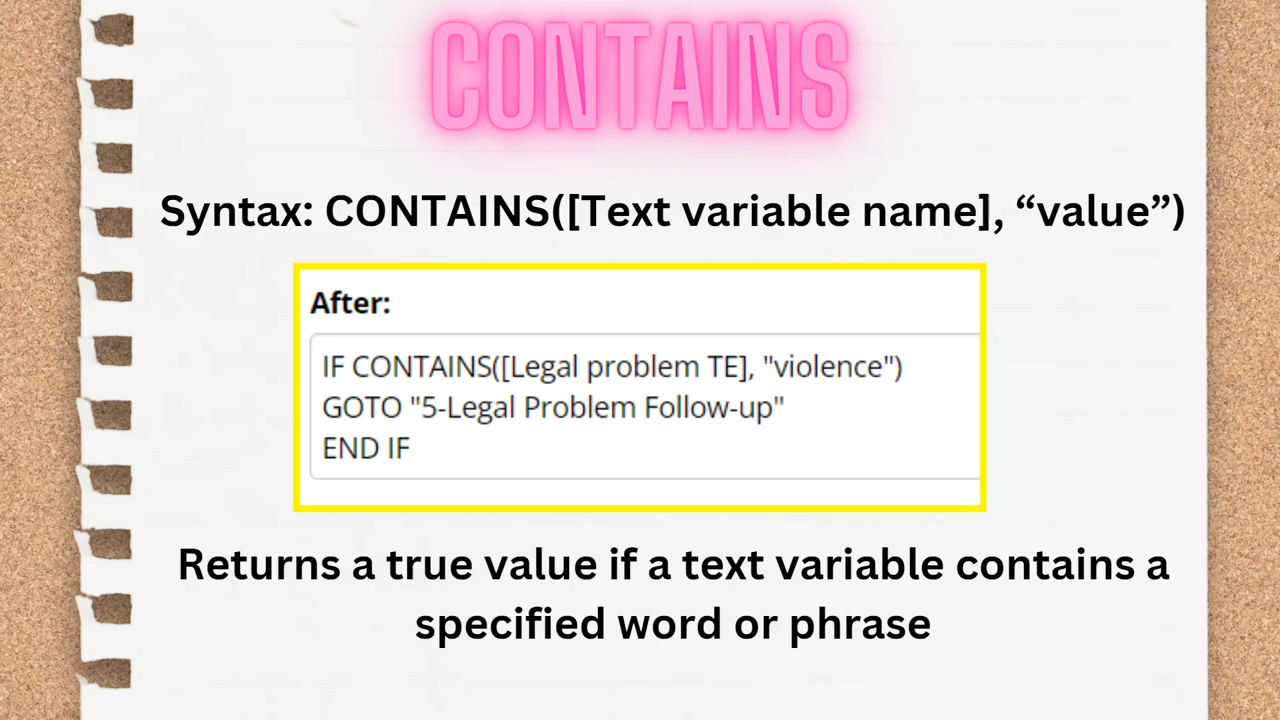 CONTAINS
Syntax: CONTAINS([Text variable name], “value”)
After:
IF CONTAINS([Legal problem TE], "violence")
GOTO "5-Legal Problem Follow-up"
END IF
Returns a true value if a text variable contains a
specified word or phrase